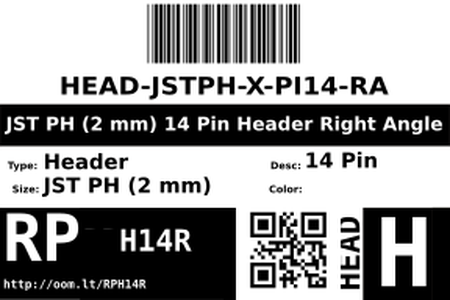 HEAD-JSTPH-X-PI14-RA
JST PH (2 mm) 14 Pin Header Right Angle
Type: Header
Desc: 14 Pin
Size: JST PH (2 mm)
Color:
RP
H14R
http://oom.lt/RPH14R
HEAD
H